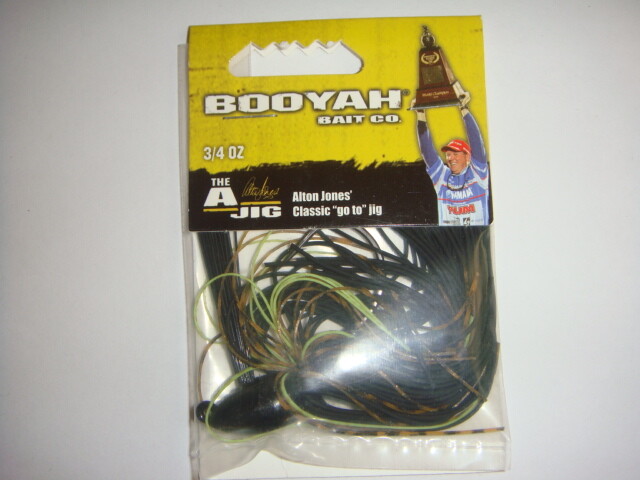 BOOYAH®
BAIT CO.
3/4 OZ
THE
A
JIG
Alton Jones'
Classic "go to" jig